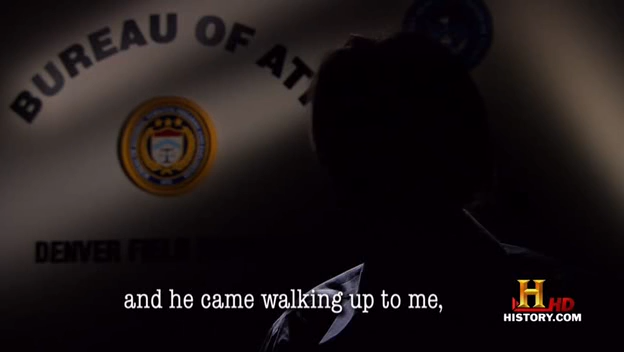 BUREAU OF AT
DENVER FIELD
and he came walking up to me,
H HD
HISTORY.COM